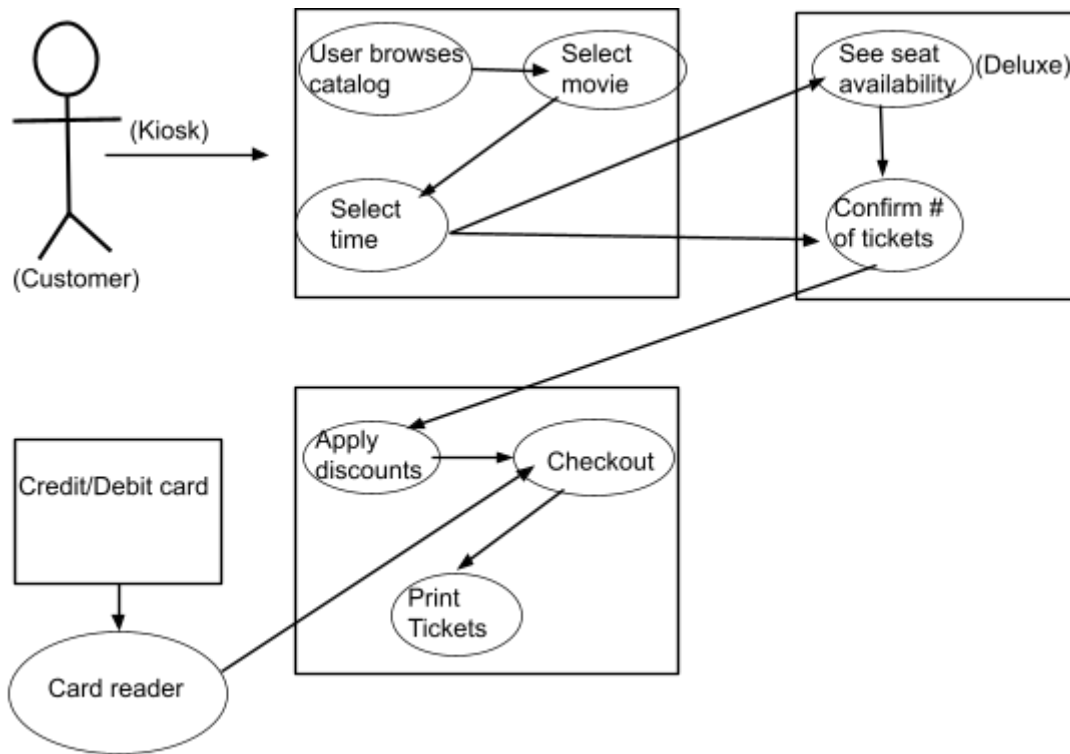 User browses
catalog
Select
movie
See seat
availability
(Deluxe)
(Kiosk)
Select
time
Confirm #
of tickets
(Customer)
Apply
discounts
Checkout
Credit/Debit card
Print
Tickets
Card reader